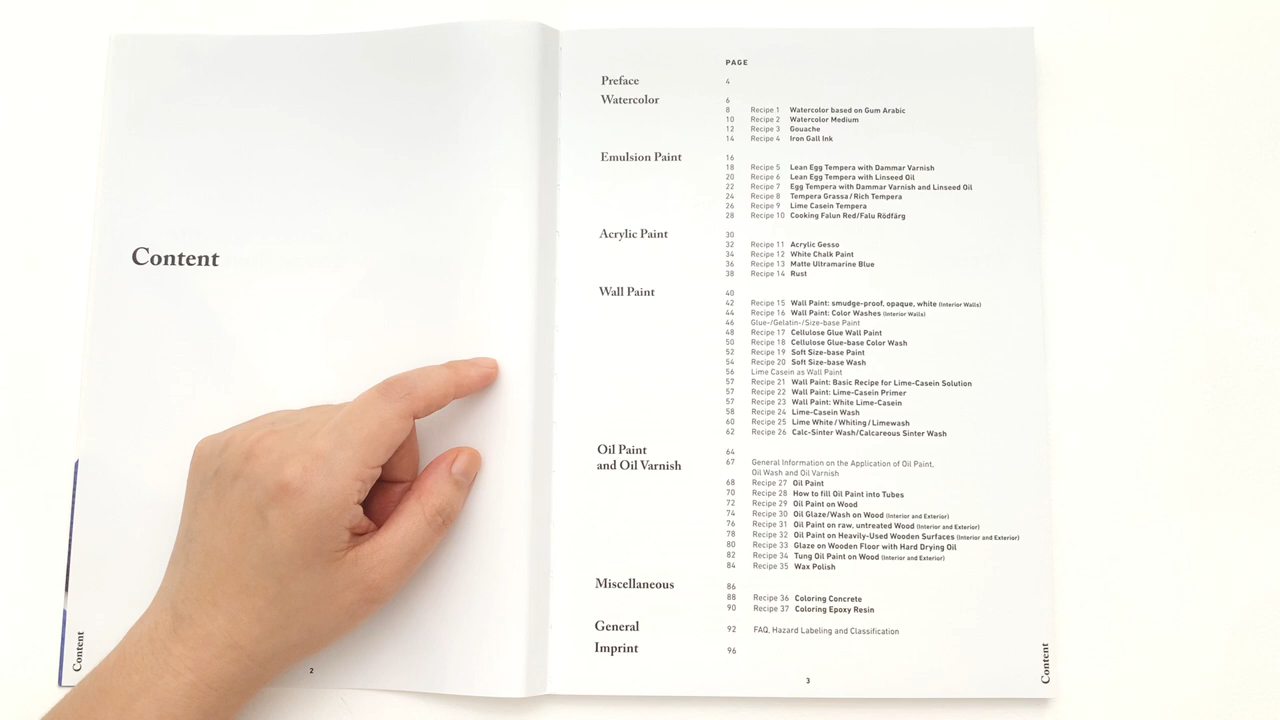 Content
Content
2
PAGE
Preface 4
Watercolor 6
8 Recipe 1 Watercolor based on Gum Arabic
10 Recipe 2 Watercolor Medium
12 Recipe 3 Gouache
14 Recipe 4 Iron Gall Ink
Emulsion Paint 16
18 Recipe 5 Lean Egg Tempera with Dammar Varnish
20 Recipe 6 Lean Egg Tempera with Linseed Oil
22 Recipe 7 Egg Tempera with Dammar Varnish and Linseed Oil
24 Recipe 8 Tempera Grassa/Rich Tempera
26 Recipe 9 Lime Casein Tempera
28 Recipe 10 Cooking Falun Red/Falu Rödfärg
Acrylic Paint 30
32 Recipe 11 Acrylic Gesso
34 Recipe 12 White Chalk Paint
36 Recipe 13 Matte Ultramarine Blue
38 Recipe 14 Rust
Wall Paint 40
42 Recipe 15 Wall Paint: smudge-proof, opaque, white (Interior Walls)
44 Recipe 16 Wall Paint: Color Washes (Interior Walls)
46 Glue-/Gelatin-/Size-base Paint
48 Recipe 17 Cellulose Glue Wall Paint
50 Recipe 18 Cellulose Glue-base Color Wash
52 Recipe 19 Soft Size-base Paint
54 Recipe 20 Soft Size-base Wash
56 Lime Casein as Wall Paint
57 Recipe 21 Wall Paint: Basic Recipe for Lime-Casein Solution
57 Recipe 22 Wall Paint: Lime-Casein Primer
57 Recipe 23 Wall Paint: White Lime-Casein
58 Recipe 24 Lime-Casein Wash
60 Recipe 25 Lime White/Whiting/Limewash
62 Recipe 26 Calc-Sinter Wash/Calcareous Sinter Wash
Oil Paint 64
and Oil Varnish 67 General Information on the Application of Oil Paint,
Oil Wash and Oil Varnish
68 Recipe 27 Oil Paint
70 Recipe 28 How to fill Oil Paint into Tubes
72 Recipe 29 Oil Paint on Wood
74 Recipe 30 Oil Glaze/Wash on Wood (Interior and Exterior)
76 Recipe 31 Oil Paint on raw, untreated Wood (Interior and Exterior)
78 Recipe 32 Oil Paint on Heavily-Used Wooden Surfaces (Interior and Exterior)
80 Recipe 33 Glaze on Wooden Floor with Hard Drying Oil
82 Recipe 34 Tung Oil Paint on Wood (Interior and Exterior)
84 Recipe 35 Wax Polish
Miscellaneous 86
88 Recipe 36 Coloring Concrete
90 Recipe 37 Coloring Epoxy Resin
General 92 FAQ, Hazard Labeling and Classification
Imprint 96
3
Content